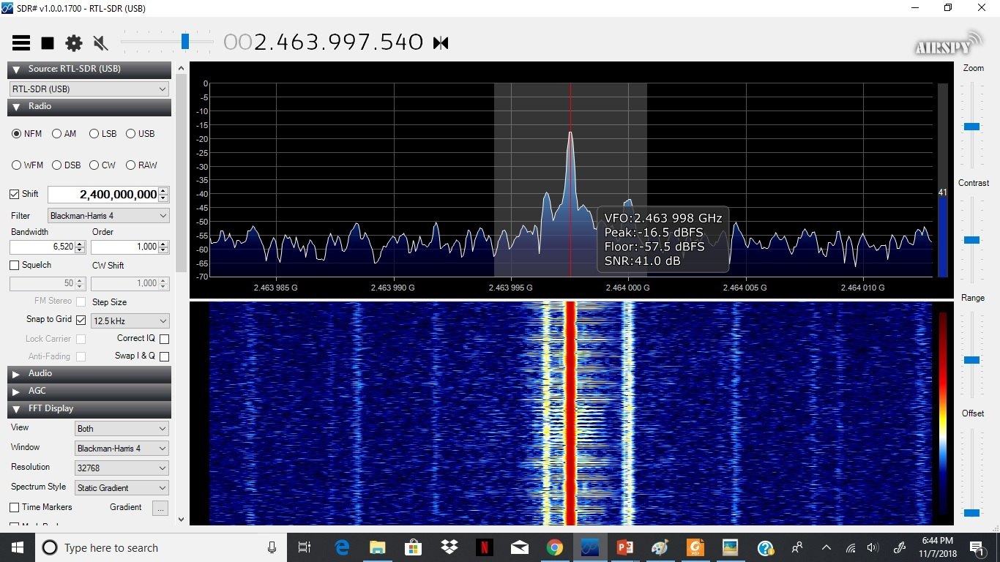 SDR# v1.0.0.1700 - RTL-SDR (USB)
002.463.997.540
AIRSPY
Source: RTL-SDR (USB)
RTL-SDR (USB)
Radio
NFM AM LSB USB
WFM DSB CW RAW
Shift 2,400,000,000
Filter Blackman-Harris 4
Bandwidth Order
6,520 1,000
Squelch CW Shift
50 1,000
FM Stereo Step Size
Snap to Grid 12.5 kHz
Lock Carrier Correct IQ
Anti-Fading Swap I & Q
Audio
AGC
FFT Display
View Both
Window Blackman-Harris 4
Resolution 32768
Spectrum Style Static Gradient
Time Markers Gradient ...
0
-5
-10
-15
-20
-25
-30
-35
-40
-45
-50
-55
-60
-65
-70
2.463 985 G 2.463 990 G 2.463 995 G 2.464 000 G 2.464 005 G 2.464 010 G
VFO:2.463 998 GHz
Peak:-16.5 dBFS
Floor:-57.5 dBFS
SNR:41.0 dB
41
Zoom
Contrast
Range
Offset
Type here to search
6:44 PM
11/7/2018
1